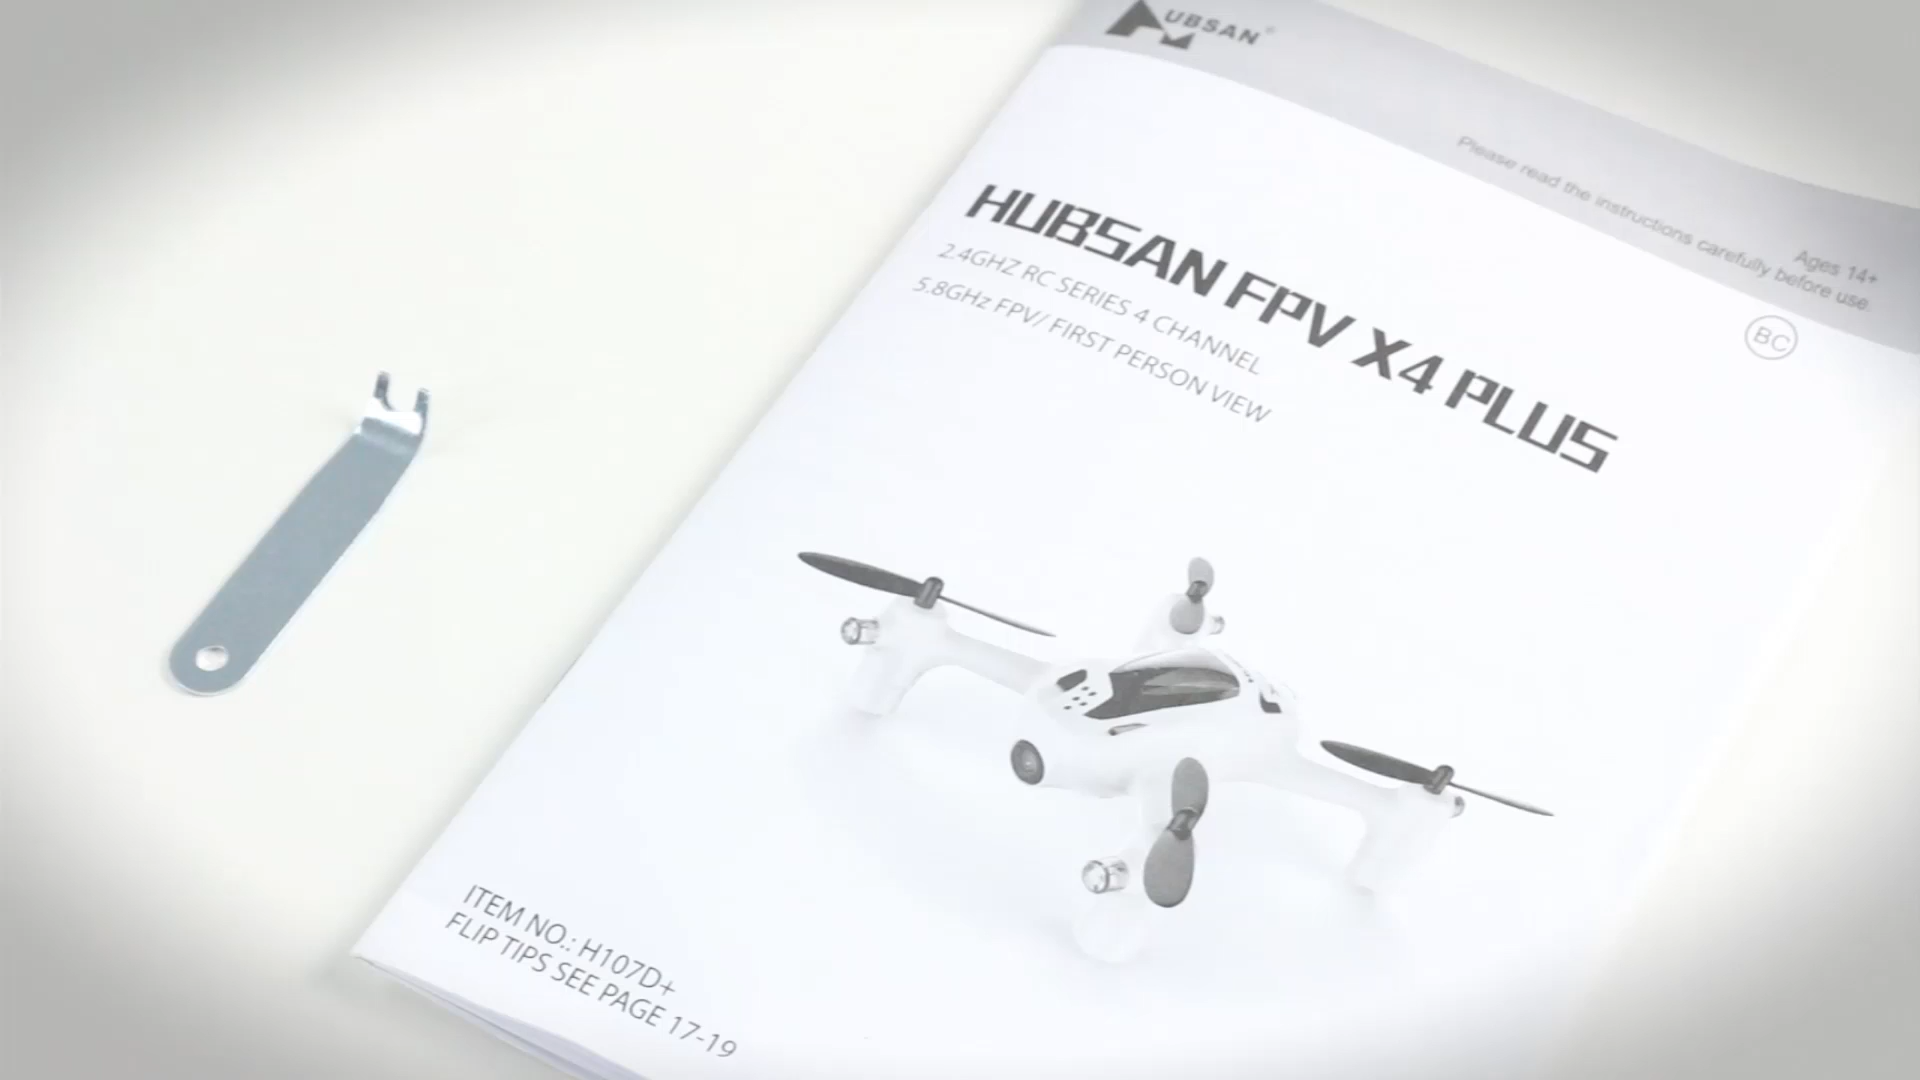 UBSAN®
Please read the instructions carefully before use.
Ages 14+
BC
HUBSAN FPV X4 PLUS
2.4GHZ RC SERIES 4 CHANNEL
5.8GHz FPV/ FIRST PERSON VIEW
ITEM NO.: H107D+
FLIP TIPS SEE PAGE 17-19